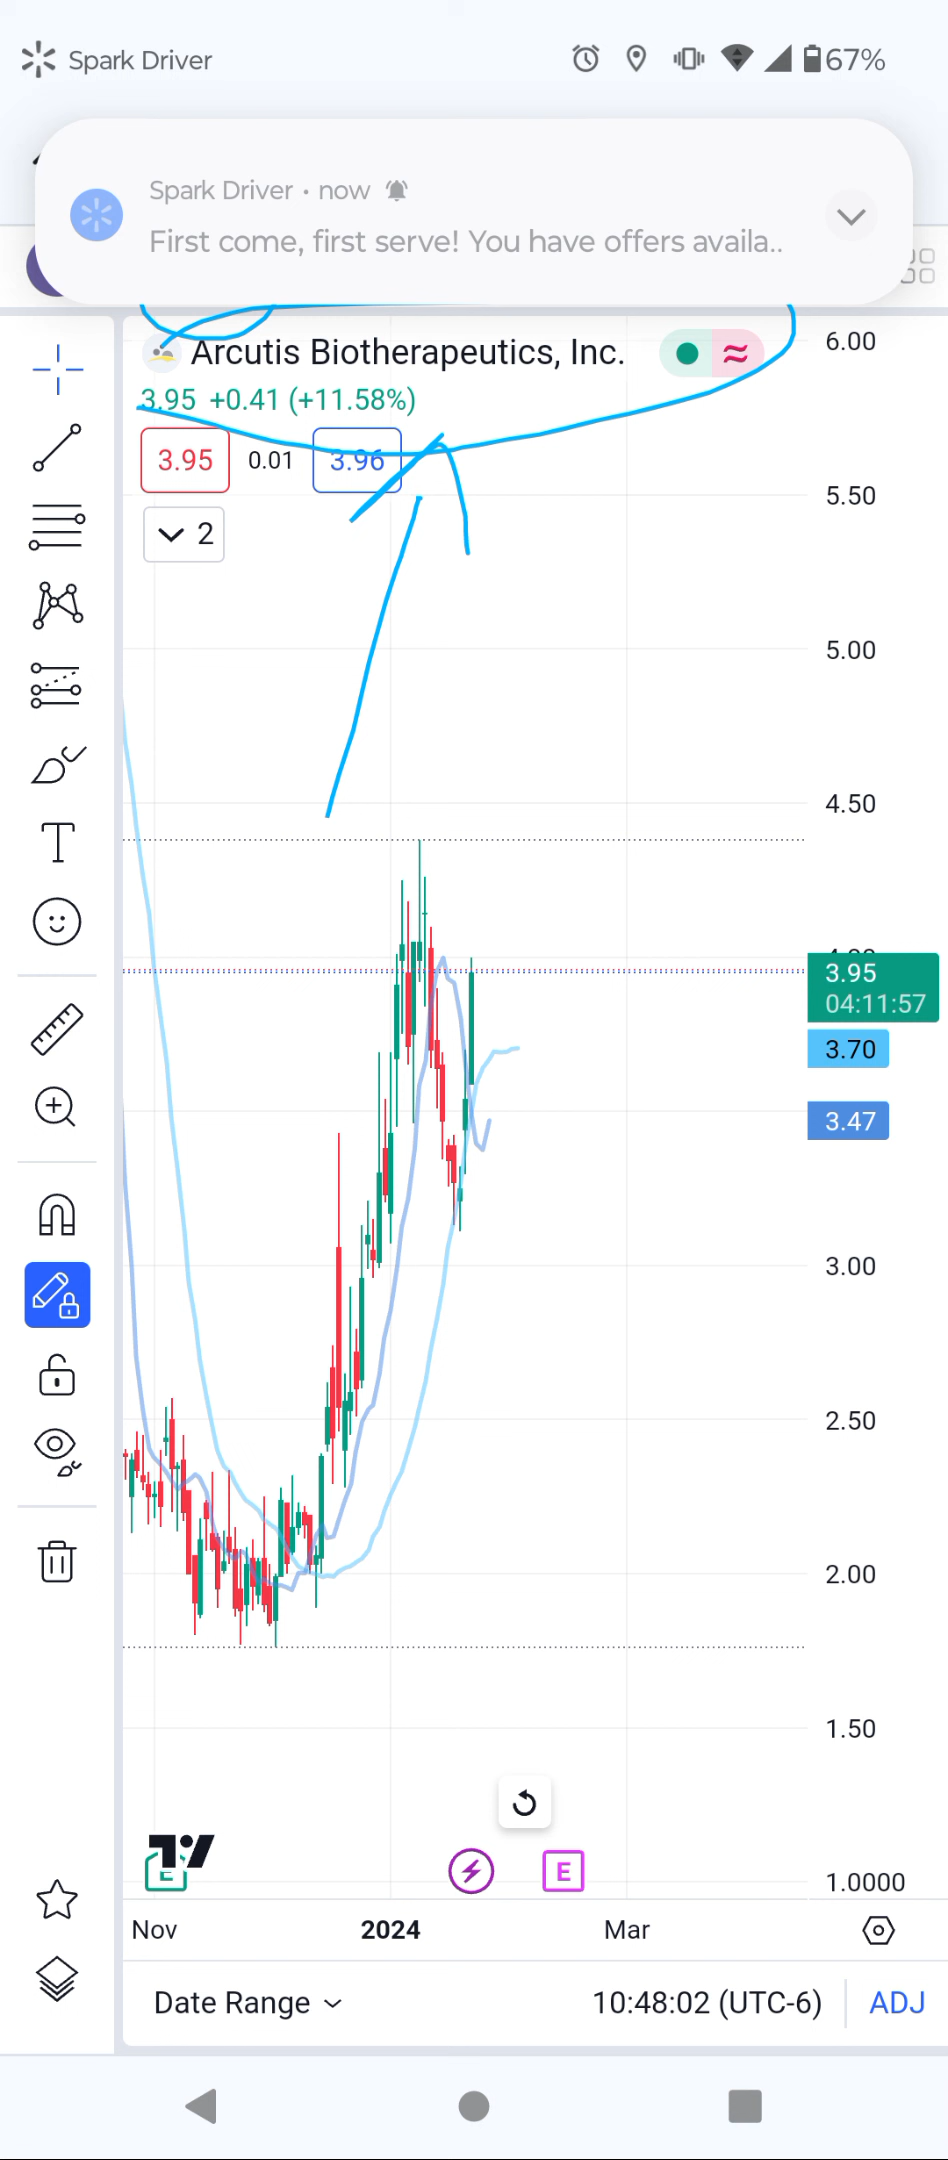 Spark Driver
67%
Spark Driver • now
First come, first serve! You have offers availa..
Arcutis Biotherapeutics, Inc.
3.95 +0.41 (+11.58%)
3.95 0.01 3.96
2
6.00
5.50
5.00
4.50
3.95
04:11:57
3.70
3.47
3.00
2.50
2.00
1.50
1.0000
E
E
Nov 2024 Mar
Date Range 10:48:02 (UTC-6) ADJ